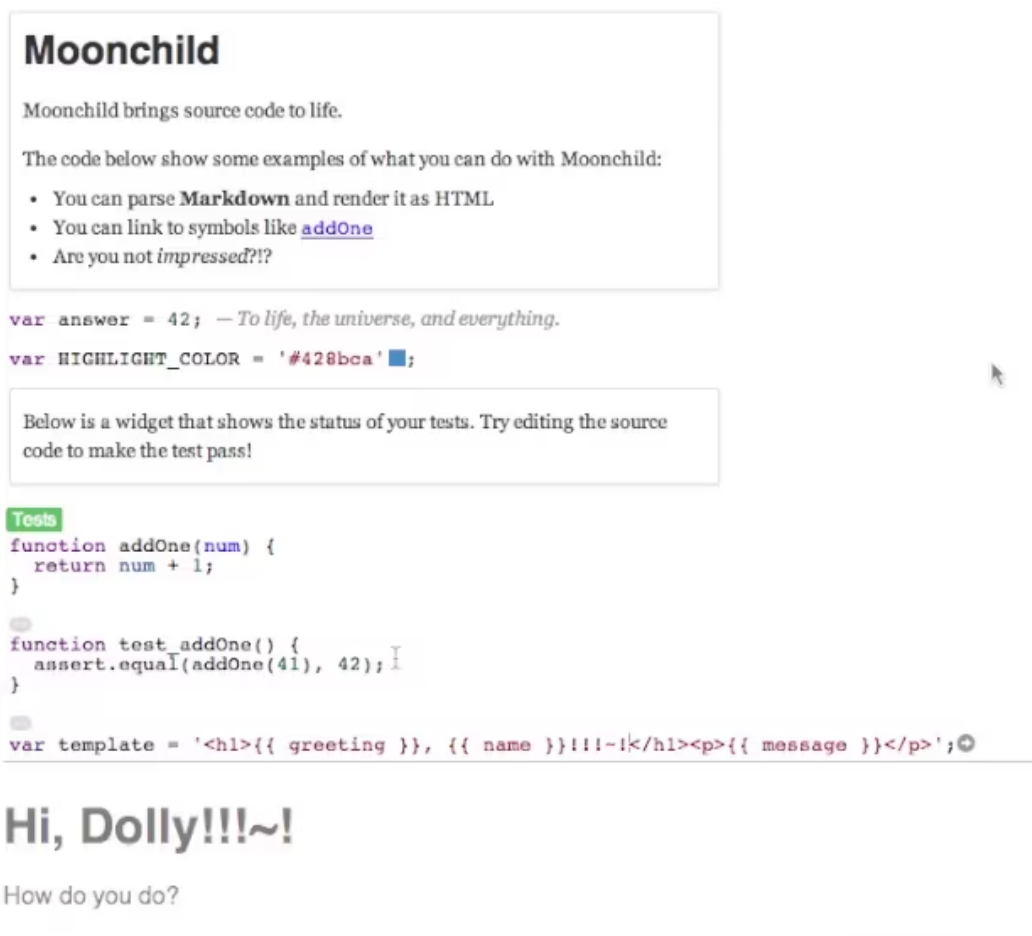 Moonchild
Moonchild brings source code to life.
The code below show some examples of what you can do with Moonchild:
• You can parse Markdown and render it as HTML
• You can link to symbols like addOne
• Are you not impressed?!?
var answer = 42; — To life, the universe, and everything.
var HIGHLIGHT_COLOR = '#428bca';
Below is a widget that shows the status of your tests. Try editing the source
code to make the test pass!
Tests
function addOne(num) {
  return num + 1;
}
function test_addOne() {
  assert.equal(addOne(41), 42);
}
var template = '<h1>{{ greeting }}, {{ name }}!!!~!</h1><p>{{ message }}</p>';
Hi, Dolly!!!~!
How do you do?